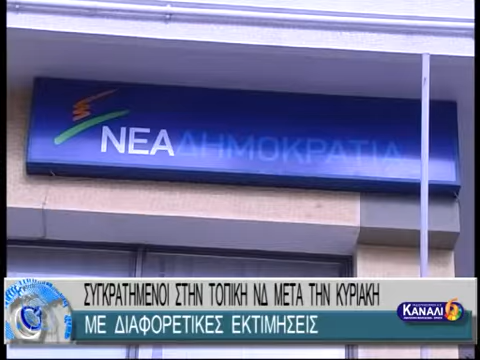 ΝΕΑ ΔΗΜΟΚΡΑΤΙΑ
ΣΥΓΚΡΑΤΗΜΕΝΟΙ ΣΤΗΝ ΤΟΠΙΚΗ ΝΔ ΜΕΤΑ ΤΗΝ ΚΥΡΙΑΚΗ
ΜΕ ΔΙΑΦΟΡΕΤΙΚΕΣ ΕΚΤΙΜΗΣΕΙΣ
ΚΑΝΑΛΙ 6